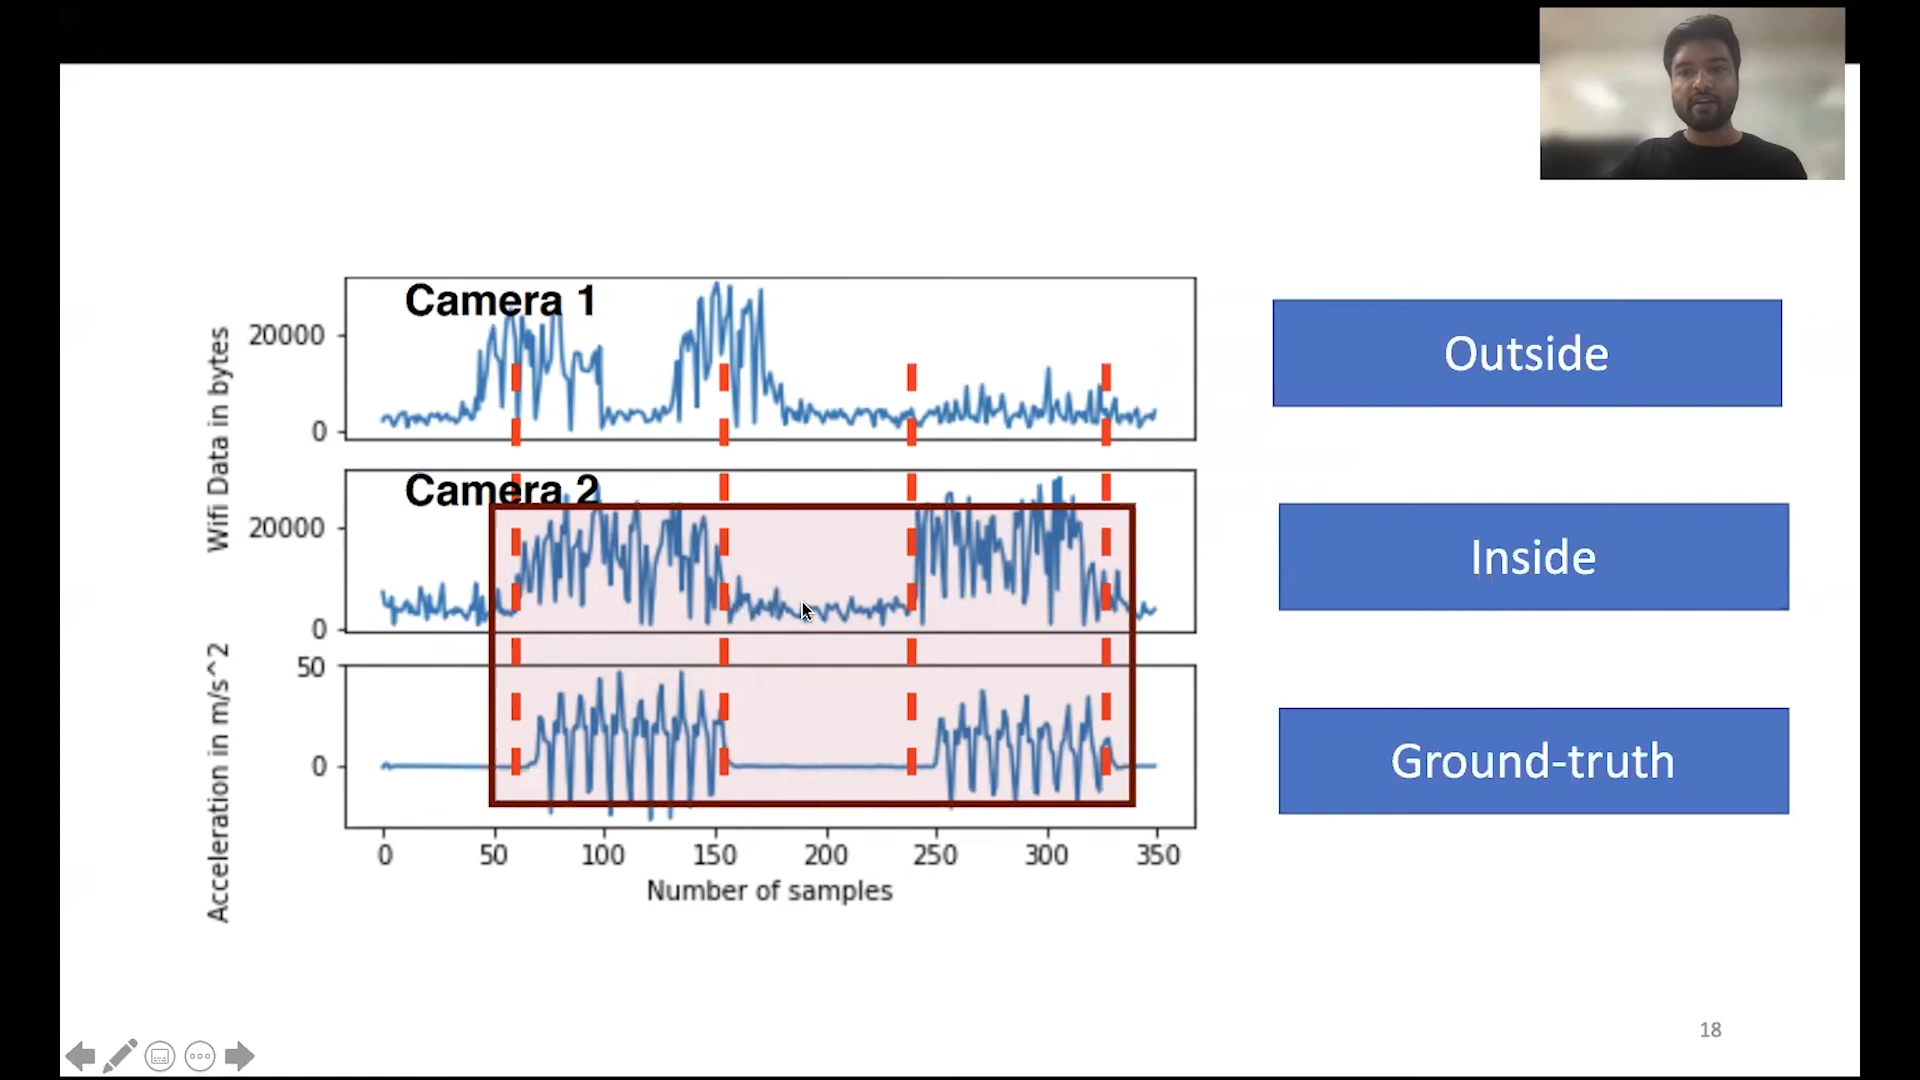 Camera 1
Wifi Data in bytes
20000
0
Outside
Camera 2
20000
0
Inside
Acceleration in m/s^2
50
0
Ground-truth
0 50 100 150 200 250 300 350
Number of samples
18